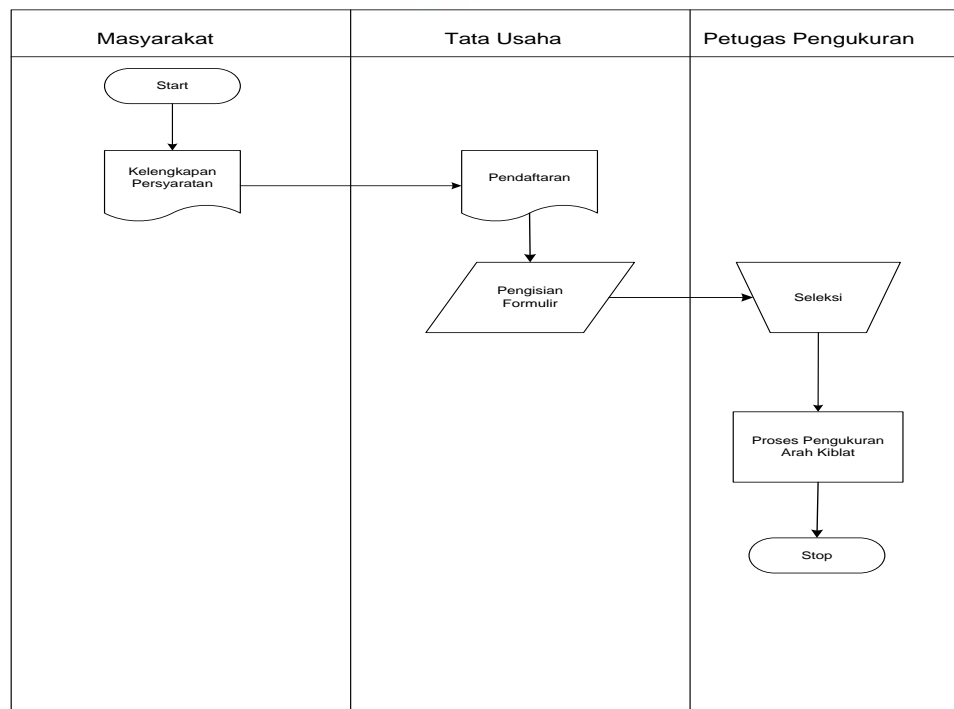 Masyarakat
Tata Usaha
Petugas Pengukuran
Start
Kelengkapan
Persyaratan
Pendaftaran
Pengisian
Formulir
Seleksi
Proses Pengukuran
Arah Kiblat
Stop